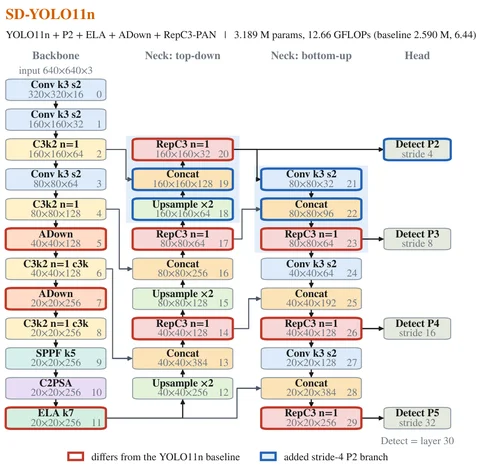 SD-YOLO11n
YOLO11n + P2 + ELA + ADown + RepC3-PAN | 3.189 M params, 12.66 GFLOPs (baseline 2.590 M, 6.44)
Backbone
input 640×640×3
Conv k3 s2
320×320×16 0
Conv k3 s2
160×160×32 1
C3k2 n=1
160×160×64 2
Conv k3 s2
80×80×64 3
C3k2 n=1
80×80×128 4
ADown
40×40×128 5
C3k2 n=1 c3k
40×40×128 6
ADown
20×20×256 7
C3k2 n=1 c3k
20×20×256 8
SPPF k5
20×20×256 9
C2PSA
20×20×256 10
ELA k7
20×20×256 11
Neck: top-down
RepC3 n=1
160×160×32 20
Concat
160×160×128 19
Upsample ×2
160×160×64 18
RepC3 n=1
80×80×64 17
Concat
80×80×256 16
Upsample ×2
80×80×128 15
RepC3 n=1
40×40×128 14
Concat
40×40×384 13
Upsample ×2
40×40×256 12
Neck: bottom-up
Conv k3 s2
80×80×32 21
Concat
80×80×96 22
RepC3 n=1
80×80×64 23
Conv k3 s2
40×40×64 24
Concat
40×40×192 25
RepC3 n=1
40×40×128 26
Conv k3 s2
20×20×128 27
Concat
20×20×384 28
RepC3 n=1
20×20×256 29
Head
Detect P2
stride 4
Detect P3
stride 8
Detect P4
stride 16
Detect P5
stride 32
Detect = layer 30
differs from the YOLO11n baseline
added stride-4 P2 branch